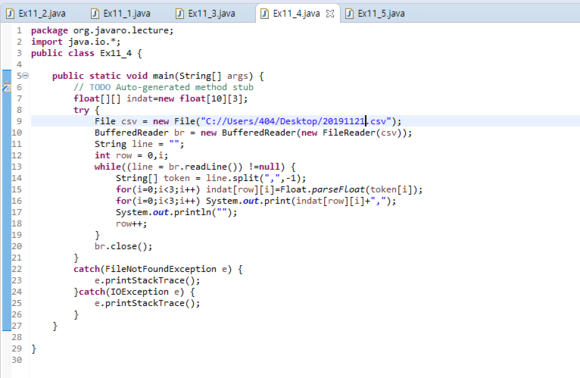 Ex11_2.java Ex11_1.java Ex11_3.java Ex11_4.java Ex11_5.java
1 package org.javaro.lecture;
2 import java.io.*;
3 public class Ex11_4 {
4
5 public static void main(String[] args) {
6 // TODO Auto-generated method stub
7 float[][] indat=new float[10][3];
8 try {
9 File csv = new File("C://Users/404/Desktop/20191121.csv");
10 BufferedReader br = new BufferedReader(new FileReader(csv));
11 String line = "";
12 int row = 0,i;
13 while((line = br.readLine()) !=null) {
14 String[] token = line.split(",",-1);
15 for(i=0;i<3;i++) indat[row][i]=Float.parseFloat(token[i]);
16 for(i=0;i<3;i++) System.out.print(indat[row][i]+",");
17 System.out.println("");
18 row++;
19 }
20 br.close();
21 }
22 catch(FileNotFoundException e) {
23 e.printStackTrace();
24 }catch(IOException e) {
25 e.printStackTrace();
26 }
27 }
28
29 }
30